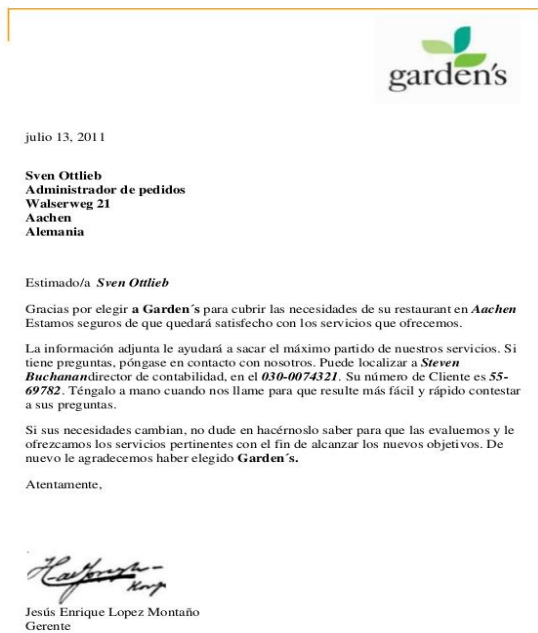 garden's
julio 13, 2011
Sven Ottlieb
Administrador de pedidos
Walserweg 21
Aachen
Alemania
Estimado/a Sven Ottlieb
Gracias por elegir a Garden´s para cubrir las necesidades de su restaurant en Aachen
Estamos seguros de que quedará satisfecho con los servicios que ofrecemos.
La información adjunta le ayudará a sacar el máximo partido de nuestros servicios. Si
tiene preguntas, póngase en contacto con nosotros. Puede localizar a Steven
Buchanandirector de contabilidad, en el 030-0074321. Su número de Cliente es 55-
69782. Téngalo a mano cuando nos llame para que resulte más fácil y rápido contestar
a sus preguntas.
Si sus necesidades cambian, no dude en hacérnoslo saber para que las evaluemos y le
ofrezcamos los servicios pertinentes con el fin de alcanzar los nuevos objetivos. De
nuevo le agradecemos haber elegido Garden´s.
Atentamente,
Jesús Enrique Lopez Montaño
Gerente